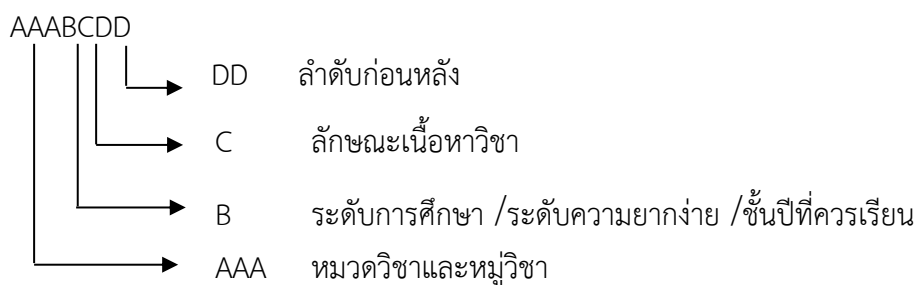 AAABCDD
DD ลำดับก่อนหลัง
C ลักษณะเนื้อหาวิชา
B ระดับการศึกษา /ระดับความยากง่าย /ชั้นปีที่ควรเรียน
AAA หมวดวิชาและหมู่วิชา